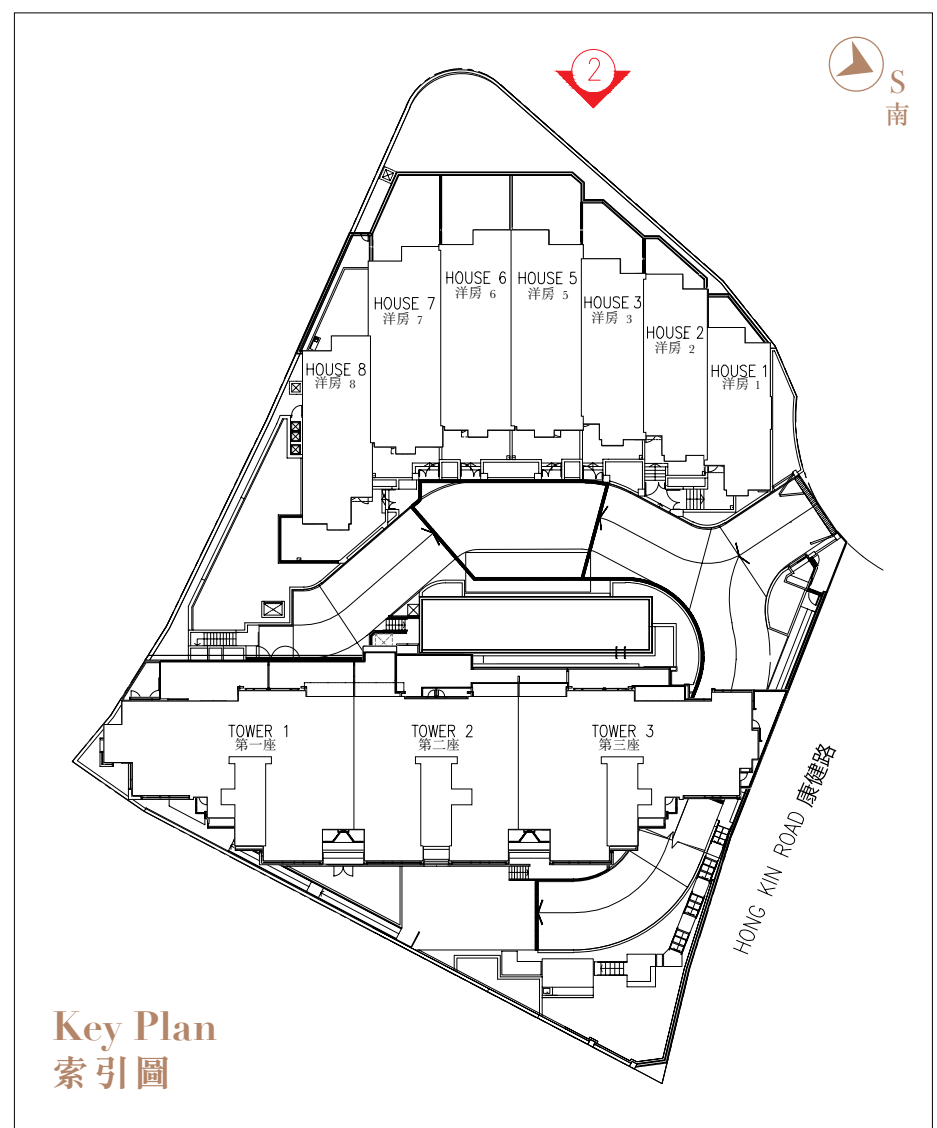 2
S
南
HOUSE 6
洋房 6
HOUSE 5
洋房 5
HOUSE 7
洋房 7
HOUSE 3
洋房 3
HOUSE 2
洋房 2
HOUSE 8
洋房 8
HOUSE 1
洋房 1
TOWER 1
第一座
TOWER 2
第二座
TOWER 3
第三座
HONG KIN ROAD 康健路
Key Plan
索引圖